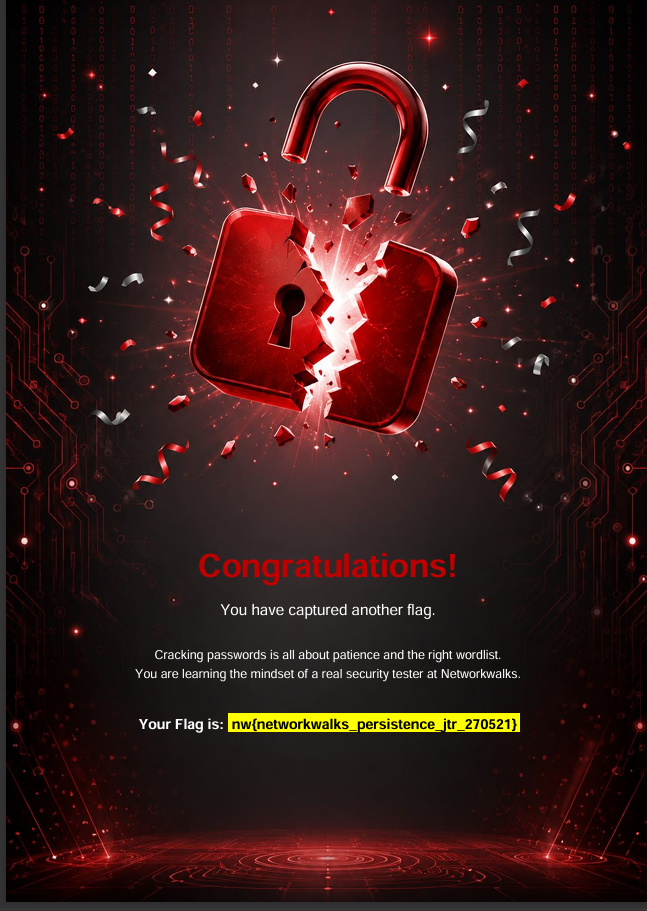 Congratulations!
You have captured another flag.
Cracking passwords is all about patience and the right wordlist.
You are learning the mindset of a real security tester at Networkwalks.
Your Flag is: nw{networkwalks_persistence_jtr_270521}